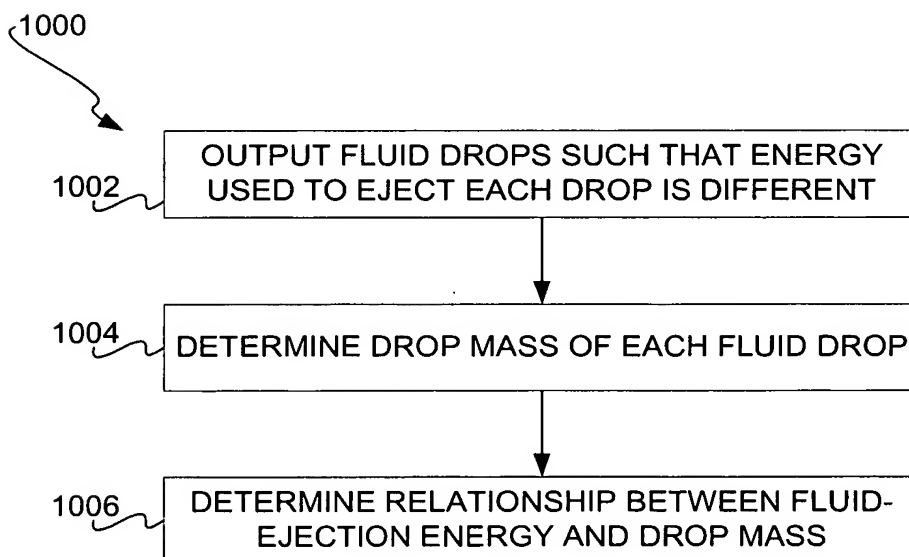 1000
OUTPUT FLUID DROPS SUCH THAT ENERGY
USED TO EJECT EACH DROP IS DIFFERENT
1002
1004
DETERMINE DROP MASS OF EACH FLUID DROP
1006
DETERMINE RELATIONSHIP BETWEEN FLUID-
EJECTION ENERGY AND DROP MASS